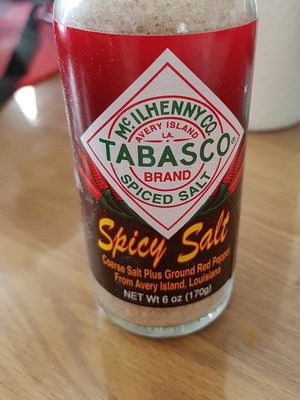 McILHENNY CO.
AVERY ISLAND
LA.
TABASCO®
BRAND
SPICED SALT
Spicy Salt
Coarse Salt Plus Ground Red Pepper
From Avery Island, Louisiana
NET Wt 6 oz (170g)